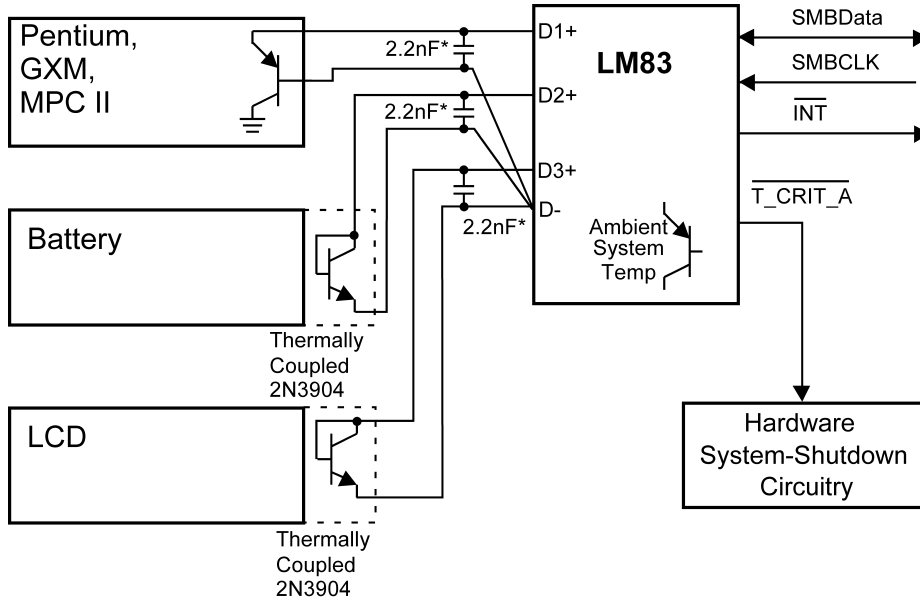 Pentium,
GXM,
MPC II
2.2nF*
D1+
LM83
SMBData
SMBCLK
D2+
2.2nF*
INT
D3+
T_CRIT_A
D-
2.2nF*
Battery
Ambient
System
Temp
Thermally
Coupled
2N3904
LCD
Hardware
System-Shutdown
Circuitry
Thermally
Coupled
2N3904